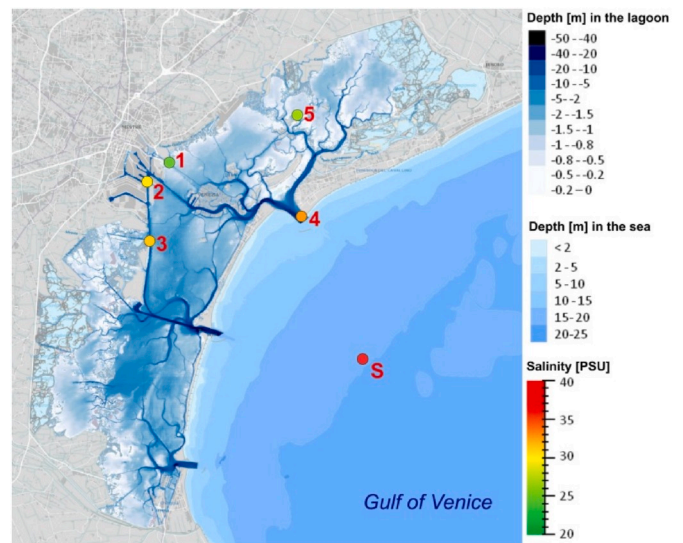 Depth [m] in the lagoon
-50 - -40
-40 - -20
-20 - -10
-10 - -5
-5 - -2
-2 - -1.5
-1.5 - -1
-1 - -0.8
-0.8 - -0.5
-0.5 - -0.2
-0.2 - 0
5
1
2
4
3
Depth [m] in the sea
< 2
2 - 5
5 - 10
10 - 15
15 - 20
20-25
S
Salinity [PSU]
40
35
30
25
20
Gulf of Venice